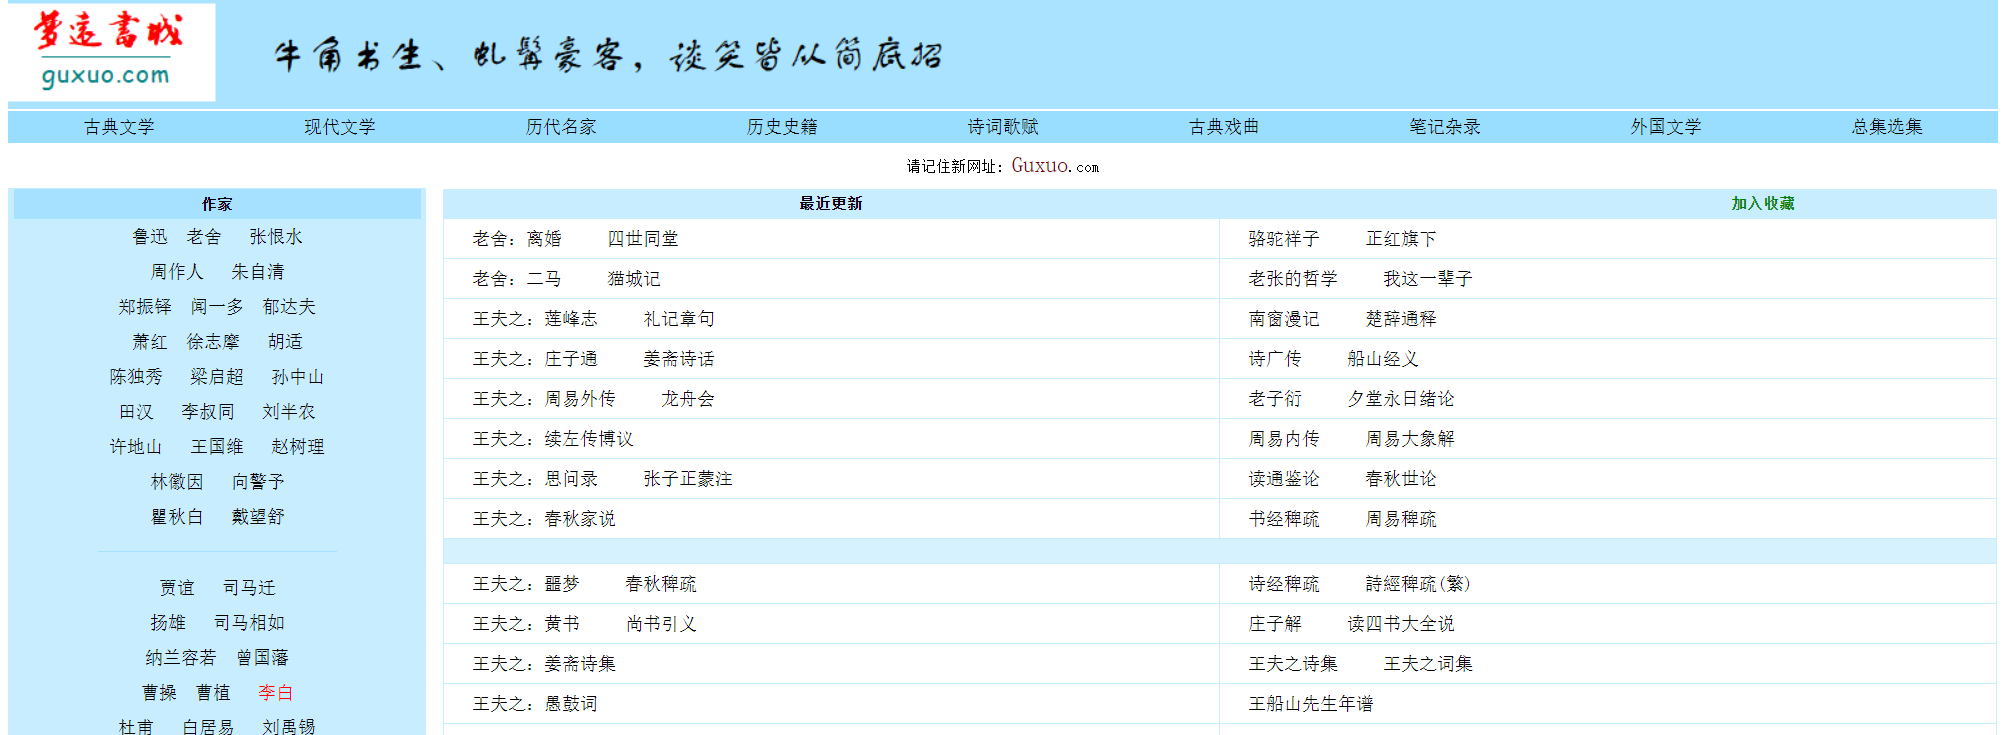 梦远書城
guxuo.com
牛角书生、虬髯豪客，谈笑皆从简底招
古典文学 现代文学 历代名家 历史史籍 诗词歌赋 古典戏曲 笔记杂录 外国文学 总集选集
请记住新网址：Guxuo.com
作家
鲁迅 老舍 张恨水
周作人 朱自清
郑振铎 闻一多 郁达夫
萧红 徐志摩 胡适
陈独秀 梁启超 孙中山
田汉 李叔同 刘半农
许地山 王国维 赵树理
林徽因 向警予
瞿秋白 戴望舒
贾谊 司马迁
扬雄 司马相如
纳兰容若 曾国藩
曹操 曹植 李白
杜甫 白居易 刘禹锡
最近更新 加入收藏
老舍：离婚 四世同堂 骆驼祥子 正红旗下
老舍：二马 猫城记 老张的哲学 我这一辈子
王夫之：莲峰志 礼记章句 南窗漫记 楚辞通释
王夫之：庄子通 姜斋诗话 诗广传 船山经义
王夫之：周易外传 龙舟会 老子衍 夕堂永日绪论
王夫之：续左传博议 周易内传 周易大象解
王夫之：思问录 张子正蒙注 读通鉴论 春秋世论
王夫之：春秋家说 书经稗疏 周易稗疏
王夫之：噩梦 春秋稗疏 诗经稗疏 詩經稗疏(繁)
王夫之：黄书 尚书引义 庄子解 读四书大全说
王夫之：姜斋诗集 王夫之诗集 王夫之词集
王夫之：愚鼓词 王船山先生年谱